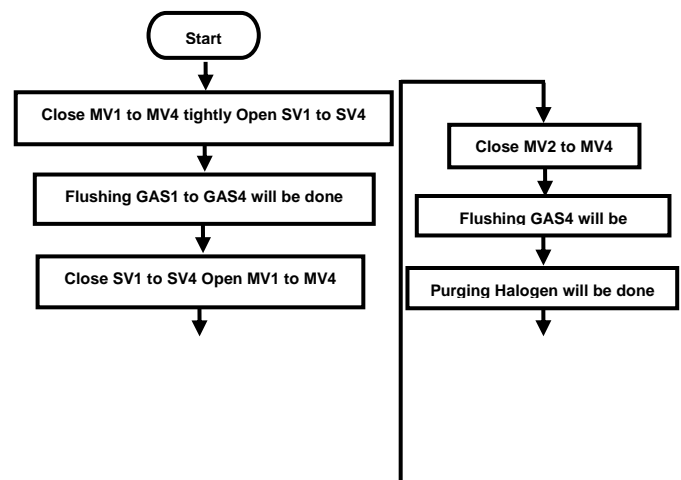 Start
Close MV1 to MV4 tightly Open SV1 to SV4
Flushing GAS1 to GAS4 will be done
Close SV1 to SV4 Open MV1 to MV4
Close MV2 to MV4
Flushing GAS4 will be
Purging Halogen will be done